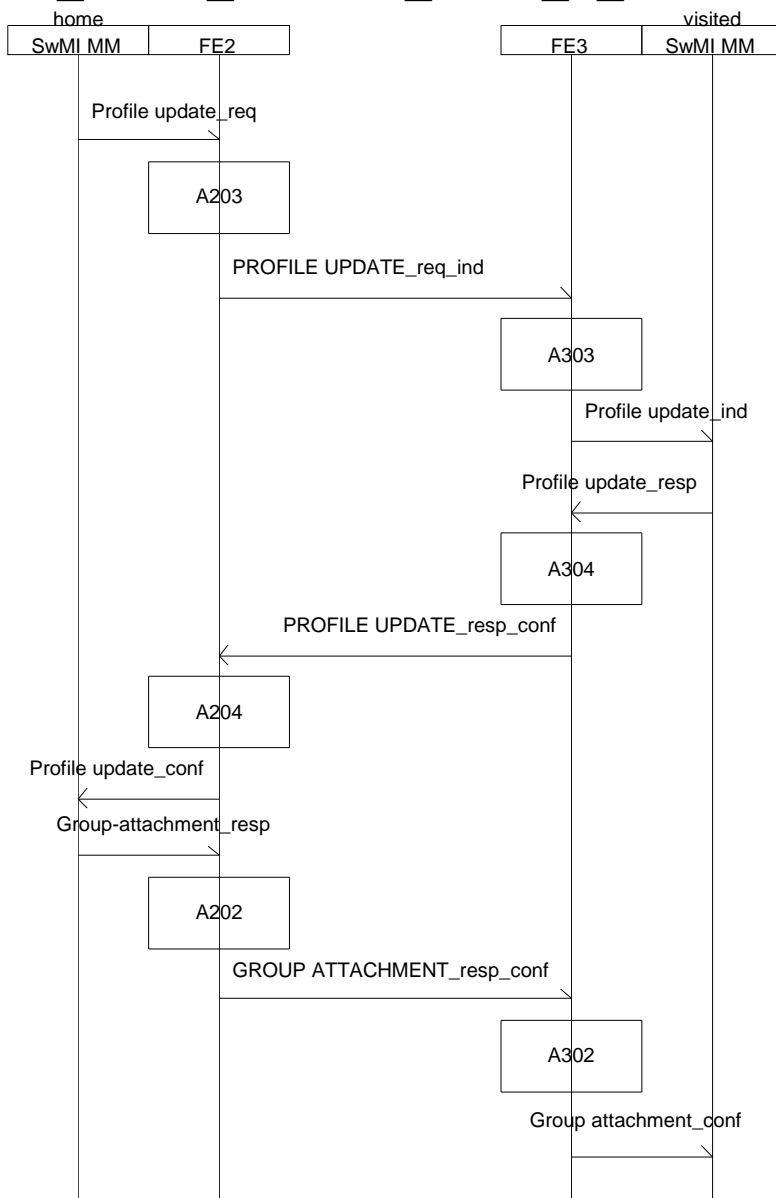 home visited
SwMI MM FE2 FE3 SwMI MM
Profile update_req
A203
PROFILE UPDATE_req_ind
A303
Profile update_ind
Profile update_resp
A304
PROFILE UPDATE_resp_conf
A204
Profile update_conf
Group-attachment_resp
A202
GROUP ATTACHMENT_resp_conf
A302
Group attachment_conf